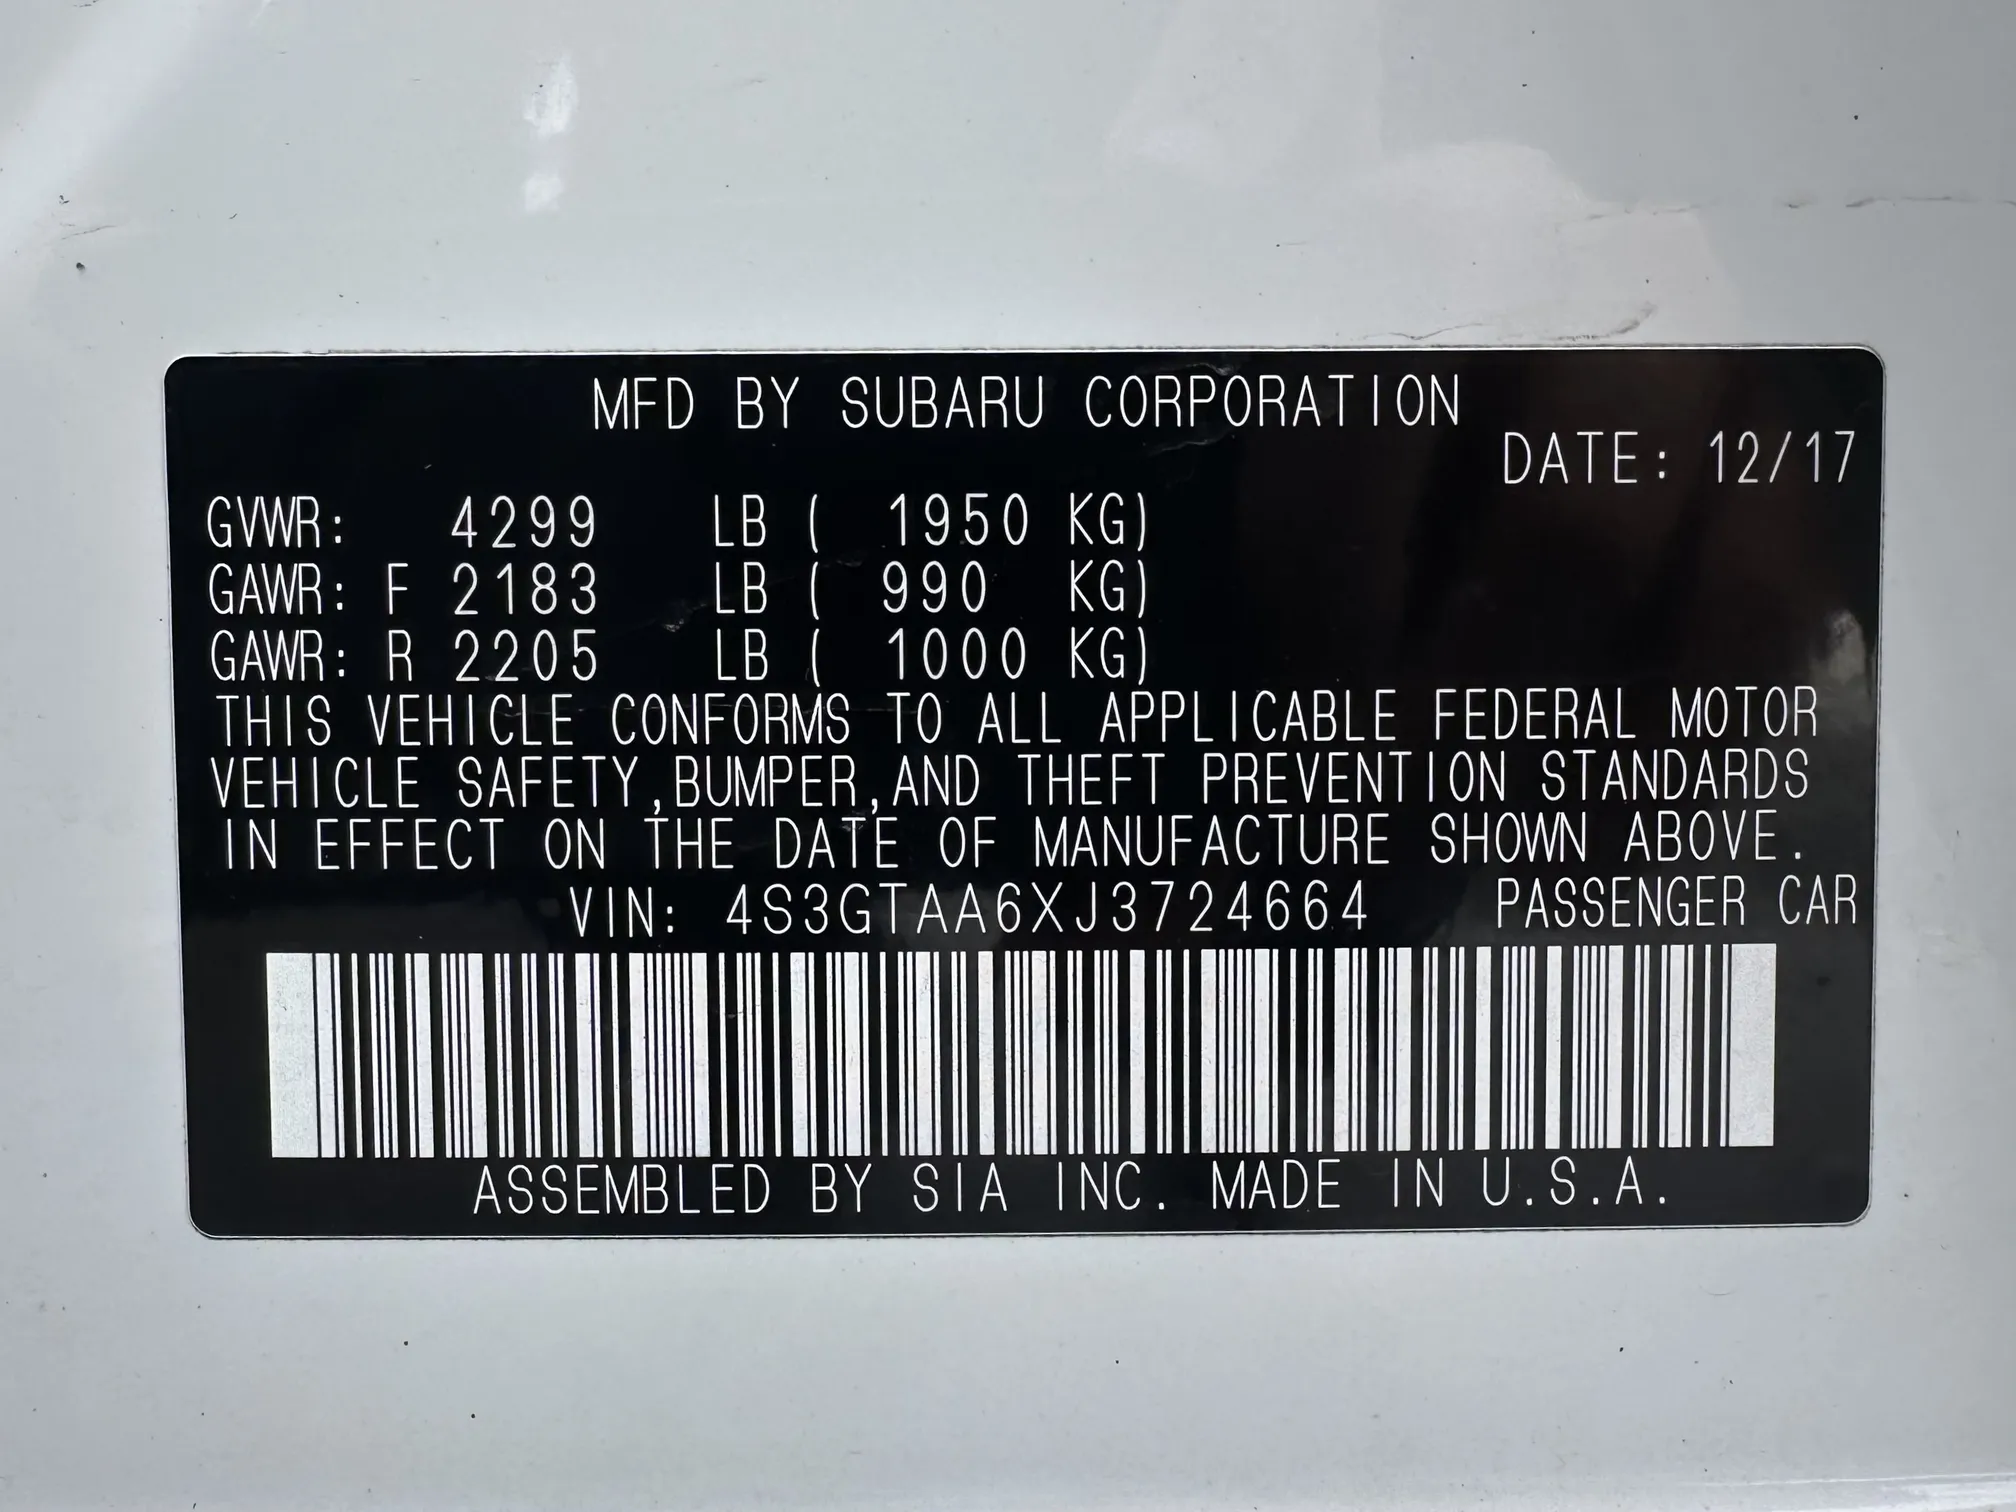 MFD BY SUBARU CORPORATION
DATE: 12/17
GVWR: 4299 LB ( 1950 KG)
GAWR: F 2183 LB ( 990 KG)
GAWR: R 2205 LB ( 1000 KG)
THIS VEHICLE CONFORMS TO ALL APPLICABLE FEDERAL MOTOR
VEHICLE SAFETY,BUMPER,AND THEFT PREVENTION STANDARDS
IN EFFECT ON THE DATE OF MANUFACTURE SHOWN ABOVE.
VIN: 4S3GTAA6XJ3724664 PASSENGER CAR
ASSEMBLED BY SIA INC. MADE IN U.S.A.